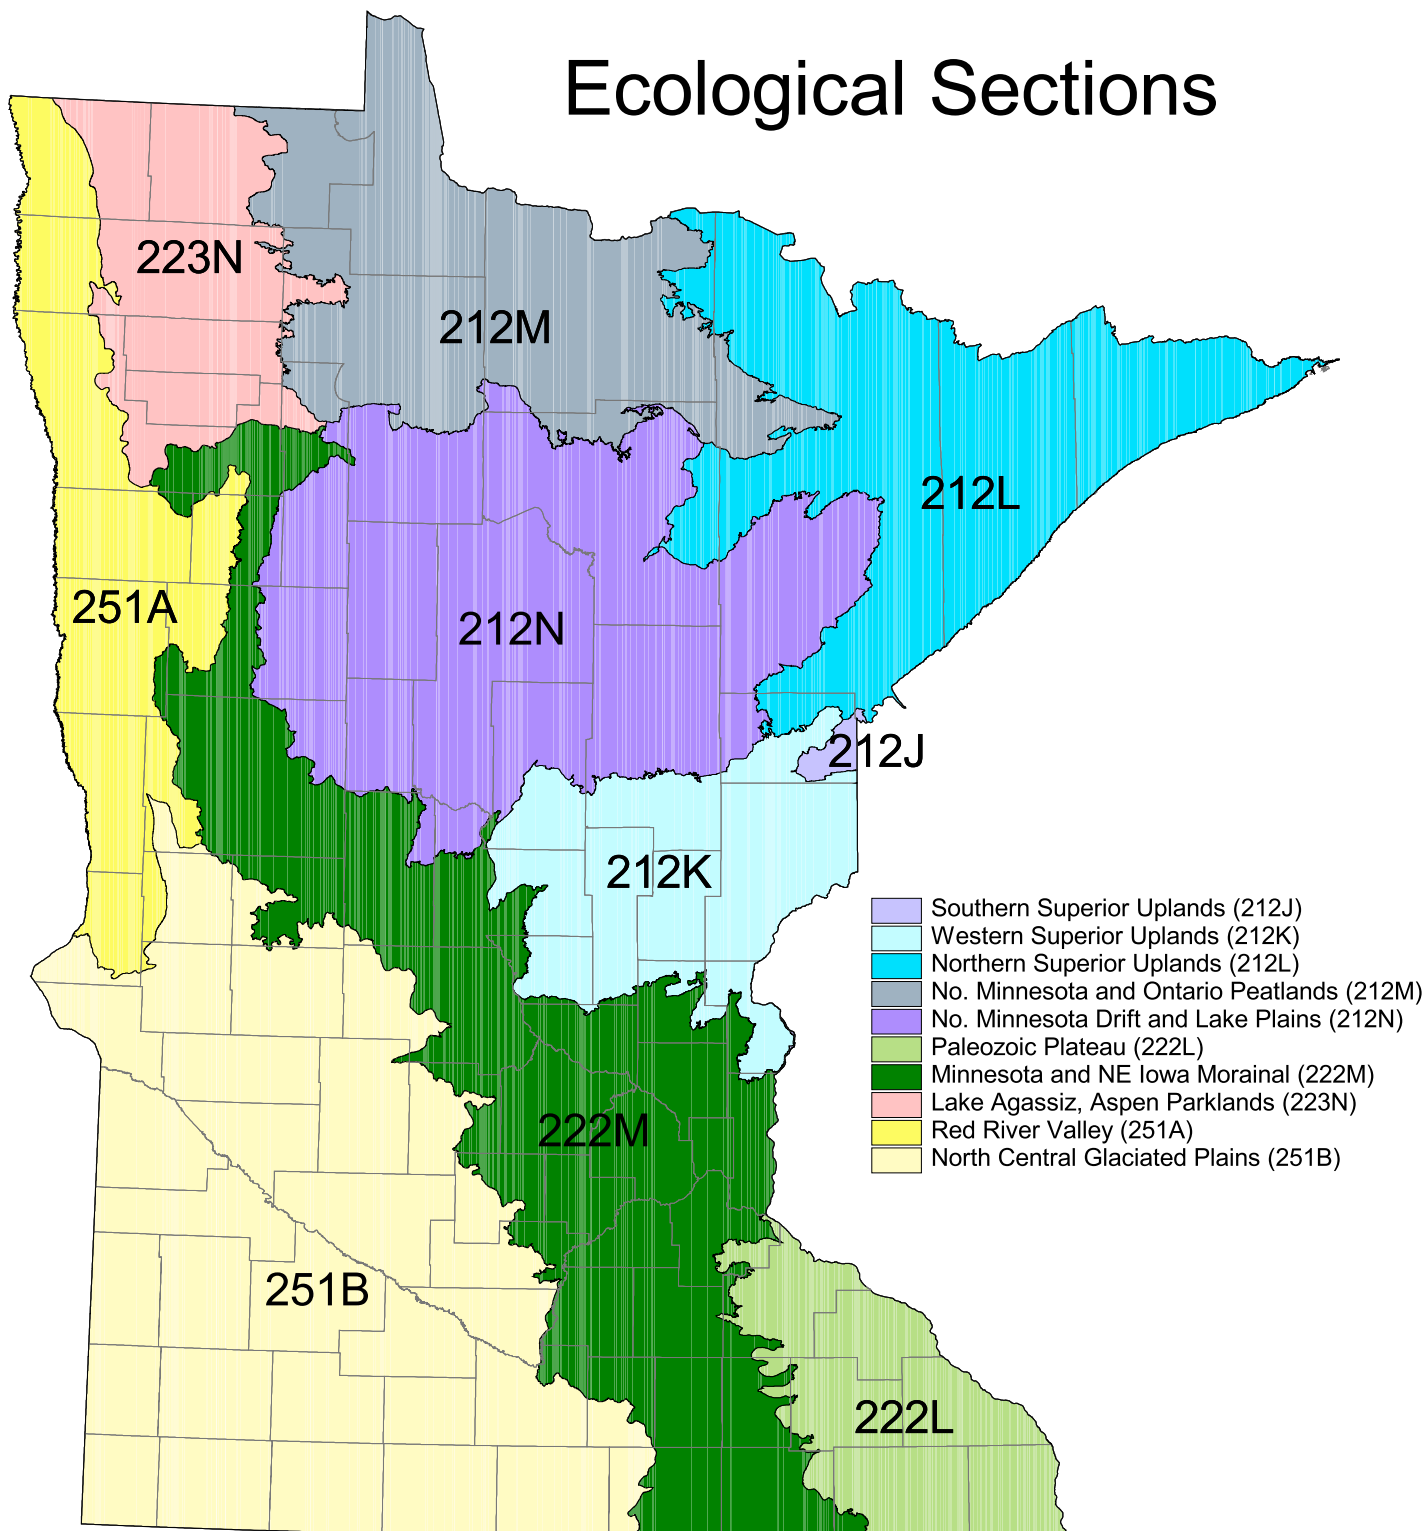 Ecological Sections
223N
212M
212L
251A
212N
212J
212K
222M
251B
222L
Southern Superior Uplands (212J)
Western Superior Uplands (212K)
Northern Superior Uplands (212L)
No. Minnesota and Ontario Peatlands (212M)
No. Minnesota Drift and Lake Plains (212N)
Paleozoic Plateau (222L)
Minnesota and NE Iowa Morainal (222M)
Lake Agassiz, Aspen Parklands (223N)
Red River Valley (251A)
North Central Glaciated Plains (251B)